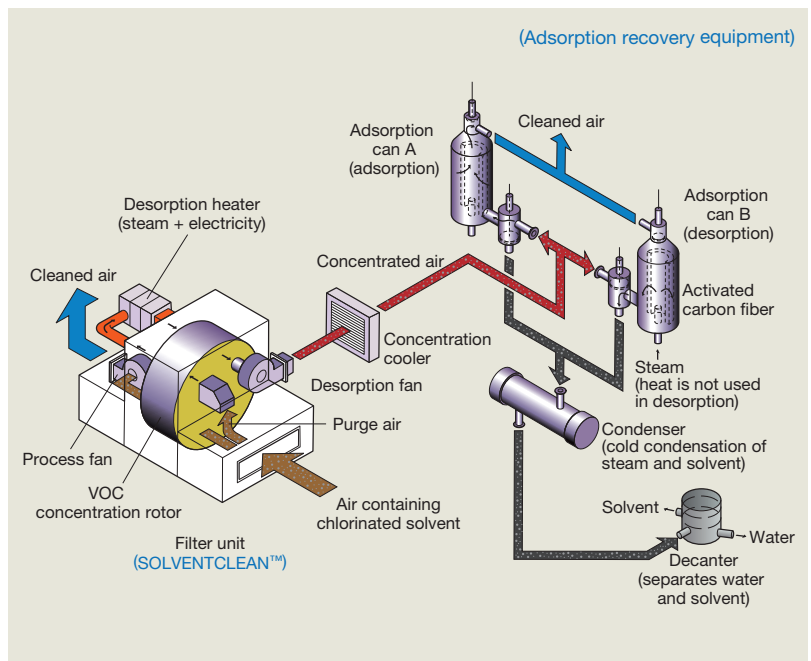 (Adsorption recovery equipment)
Adsorption
can A
(adsorption)
Cleaned air
Adsorption
can B
(desorption)
Desorption heater
(steam + electricity)
Cleaned air
Concentrated air
Activated
carbon fiber
Concentration
cooler
Desorption fan
Steam
(heat is not used
in desorption)
Purge air
Condenser
(cold condensation of
steam and solvent)
Process fan
VOC
concentration rotor
Air containing
chlorinated solvent
Solvent
Water
Filter unit
(SOLVENTCLEAN™)
Decanter
(separates water
and solvent)